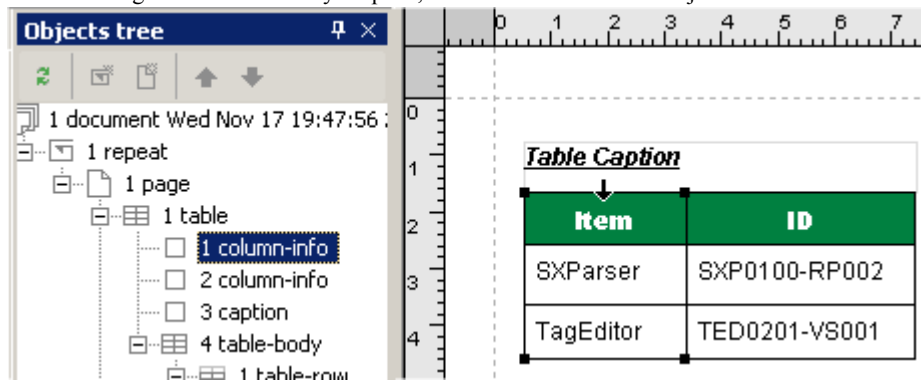 Objects tree
1 document Wed Nov 17 19:47:56
1 repeat
1 page
1 table
1 column-info
2 column-info
3 caption
4 table-body
1 table-row
0 1 2 3 4 5 6 7
0
1
2
3
4
Table Caption
Item ID
SXParser SXP0100-RP002
TagEditor TED0201-VS001